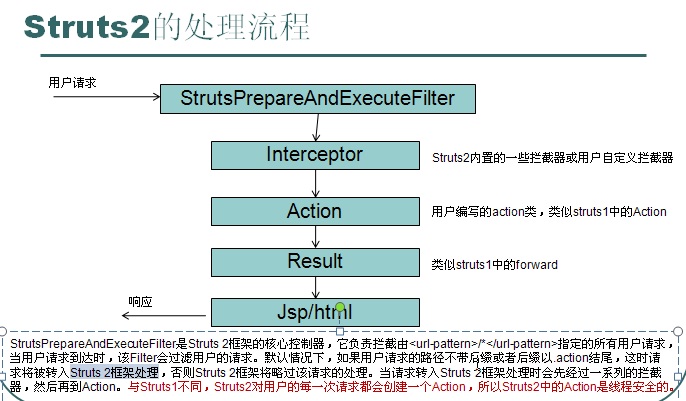 Struts2的处理流程
用户请求
StrutsPrepareAndExecuteFilter
Interceptor
Struts2内置的一些拦截器或用户自定义拦截器
Action
用户编写的action类，类似struts1中的Action
Result
类似struts1中的forward
响应
Jsp/html
StrutsPrepareAndExecuteFilter是Struts 2框架的核心控制器，它负责拦截由<url-pattern>/*</url-pattern>指定的所有用户请求，
当用户请求到达时，该Filter会过滤用户的请求。默认情况下，如果用户请求的路径不带后缀或者后缀以.action结尾，这时请
求将被转入Struts 2框架处理，否则Struts 2框架将略过该请求的处理。当请求转入Struts 2框架处理时会先经过一系列的拦截
器，然后再到Action。与Struts1不同，Struts2对用户的每一次请求都会创建一个Action，所以Struts2中的Action是线程安全的。